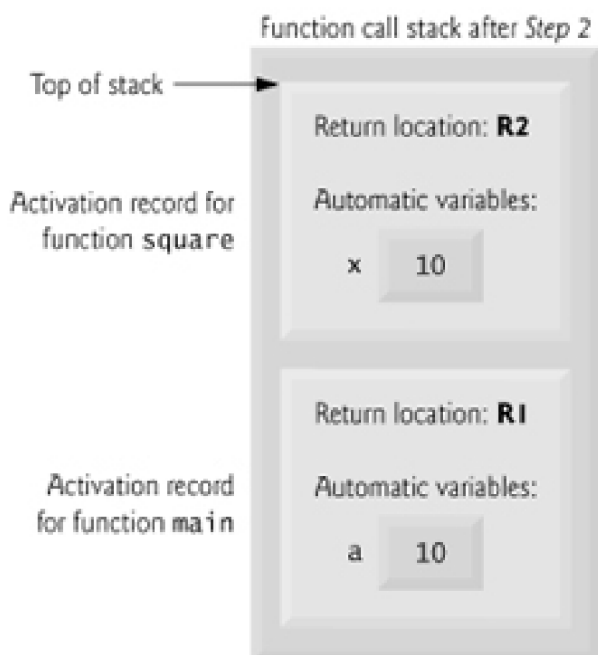 Function call stack after Step 2
Top of stack
Return location: R2
Activation record for
function square
Automatic variables:
x 10
Return location: R1
Activation record
for function main
Automatic variables:
a 10